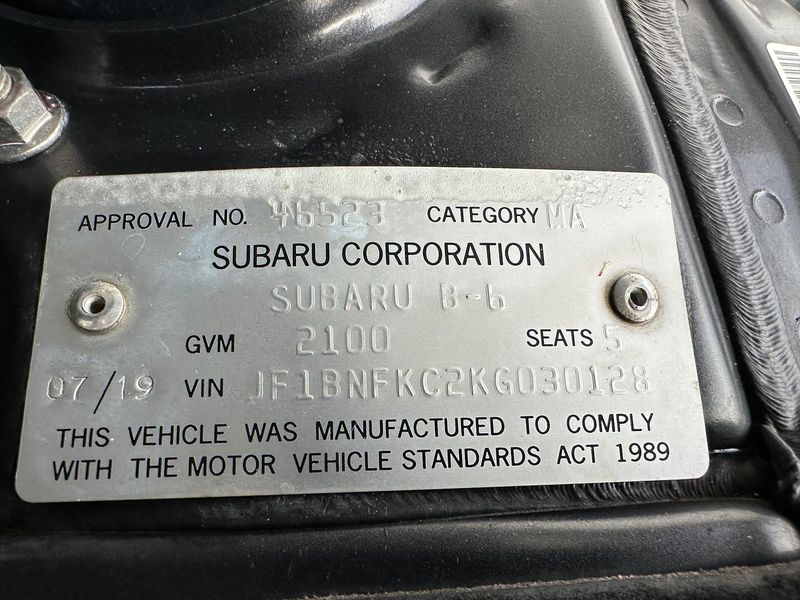 APPROVAL NO. 46523 CATEGORY MA
SUBARU CORPORATION
SUBARU B-6
GVM 2100 SEATS 5
07/19 VIN JF1BNFKC2KG030128
THIS VEHICLE WAS MANUFACTURED TO COMPLY
WITH THE MOTOR VEHICLE STANDARDS ACT 1989